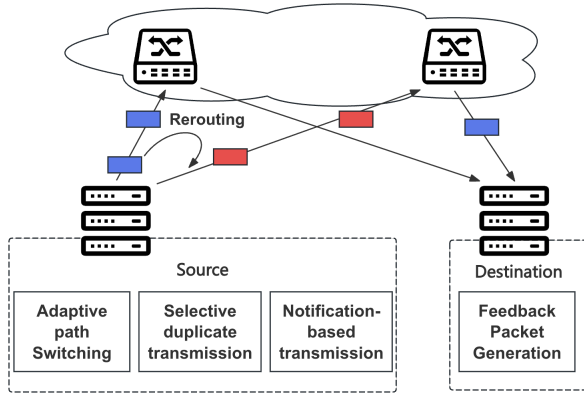 Rerouting
Source
Adaptive
path
Switching
Selective
duplicate
transmission
Notification-
based
transmission
Destination
Feedback
Packet
Generation